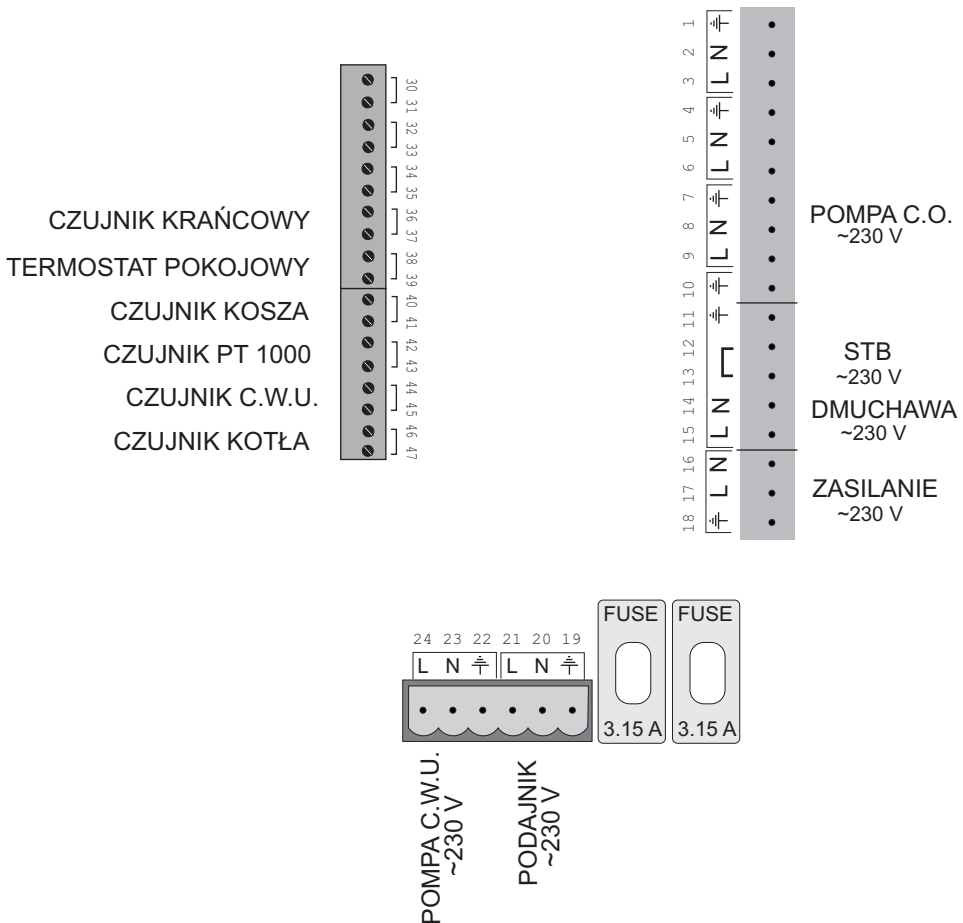 CZUJNIK KRAŃCOWY
TERMOSTAT POKOJOWY
CZUJNIK KOSZA
CZUJNIK PT 1000
CZUJNIK C.W.U.
CZUJNIK KOTŁA
30
31
32
33
34
35
36
37
38
39
40
41
42
43
44
45
46
47
1
2 N
3 L
4
5 N
6 L
7
8 N
9 L
10
11
12
13
14 N
15 L
16 N
17 L
18
POMPA C.O.
~230 V
STB
~230 V
DMUCHAWA
~230 V
ZASILANIE
~230 V
24 23 22 21 20 19
L N L N
POMPA C.W.U.
~230 V
PODAJNIK
~230 V
FUSE
3.15 A
FUSE
3.15 A